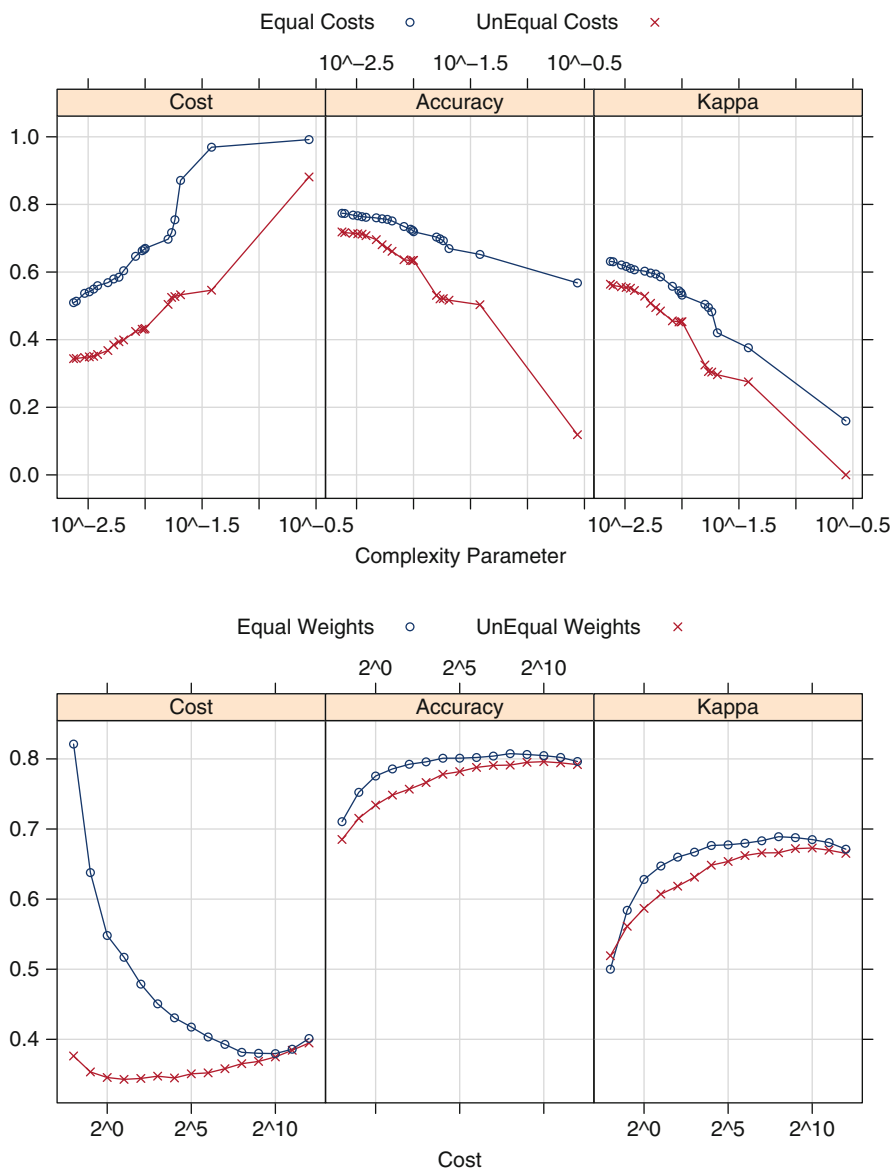 Equal Costs UnEqual Costs
10^−2.5 10^−1.5 10^−0.5
Cost Accuracy Kappa
1.0
0.8
0.6
0.4
0.2
0.0
10^−2.5 10^−1.5 10^−0.5 10^−2.5 10^−1.5 10^−0.5
Complexity Parameter
Equal Weights UnEqual Weights
2^0 2^5 2^10
Cost Accuracy Kappa
0.8
0.7
0.6
0.5
0.4
2^0 2^5 2^10 2^0 2^5 2^10
Cost